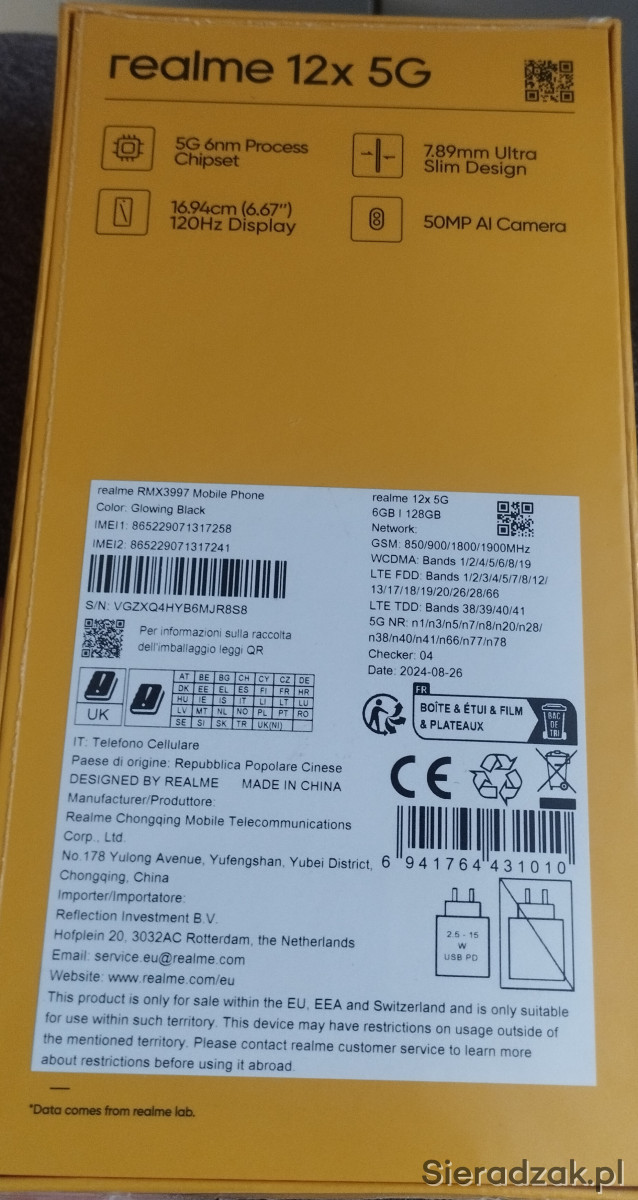 realme 12x 5G
5G 6nm Process
Chipset
7.89mm Ultra
Slim Design
16.94cm (6.67″)
120Hz Display
50MP AI Camera
realme RMX3997 Mobile Phone
Color: Glowing Black
IMEI1: 865229071317258
IMEI2: 865229071317241
S/N: VGZXQ4HYB6MJR8S8
Per informazioni sulla raccolta
dell'imballaggio leggi QR
UK
AT BE BG CH CY CZ DE
DK EE EL ES FI FR HR
HU IE IS IT LI LT LU
LV MT NL NO PL PT RO
SE SI SK TR UK(NI)
realme 12x 5G
6GB | 128GB
Network:
GSM: 850/900/1800/1900MHz
WCDMA: Bands 1/2/4/5/6/8/19
LTE FDD: Bands 1/2/3/4/5/7/8/12/
13/17/18/19/20/26/28/66
LTE TDD: Bands 38/39/40/41
5G NR: n1/n3/n5/n7/n8/n20/n28/
n38/n40/n41/n66/n77/n78
Checker: 04
Date: 2024-08-26
FR
BOÎTE & ÉTUI & FILM
& PLATEAUX
BAC
DE
TRI
IT: Telefono Cellulare
Paese di origine: Repubblica Popolare Cinese
DESIGNED BY REALME MADE IN CHINA
Manufacturer/Produttore:
Realme Chongqing Mobile Telecommunications
Corp., Ltd.
No.178 Yulong Avenue, Yufengshan, Yubei District,
Chongqing, China
Importer/Importatore:
Reflection Investment B.V.
Hofplein 20, 3032AC Rotterdam, the Netherlands
Email: service.eu@realme.com
Website: www.realme.com/eu
CE
6 941764 431010
2.5 - 15
W
USB PD
This product is only for sale within the EU, EEA and Switzerland and is only suitable
for use within such territory. This device may have restrictions on usage outside of
the mentioned territory. Please contact realme customer service to learn more
about restrictions before using it abroad.
*Data comes from realme lab.
Sieradzak.pl